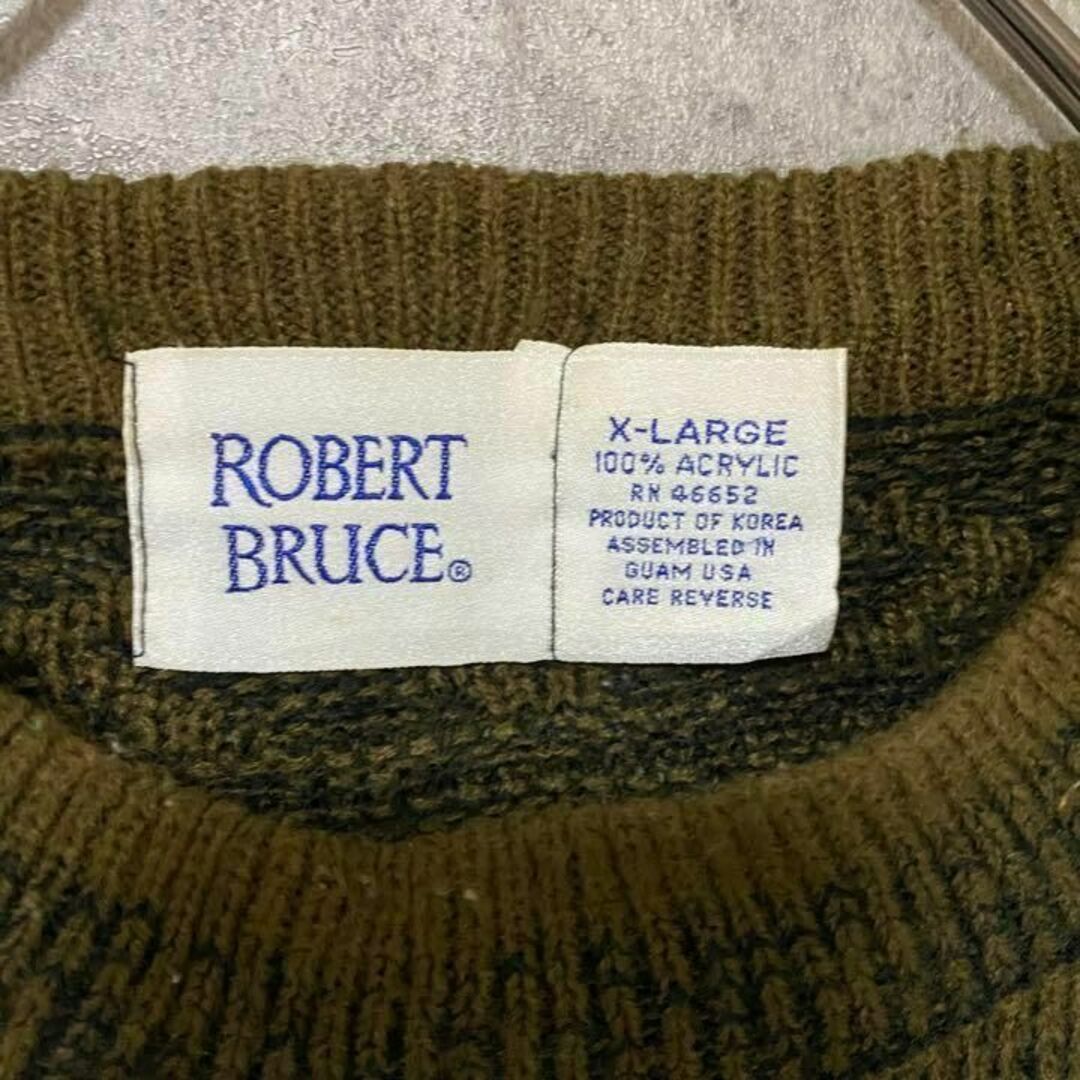 ROBERT
BRUCE®
X-LARGE
100% ACRYLIC
RN 46652
PRODUCT OF KOREA
ASSEMBLED IN
GUAM USA
CARE REVERSE